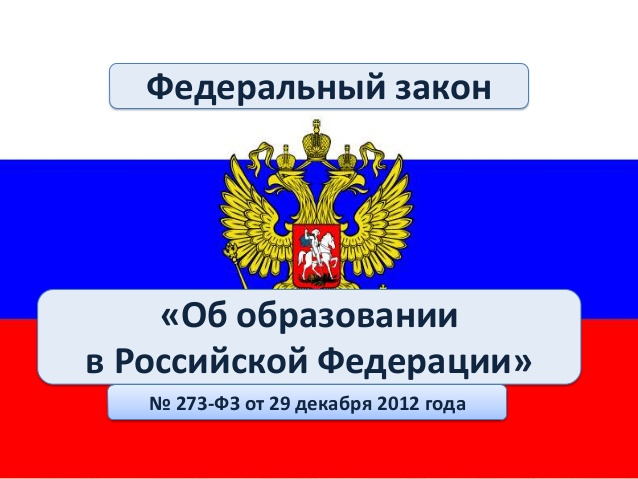 Федеральный закон
«Об образовании
в Российской Федерации»
№ 273-ФЗ от 29 декабря 2012 года